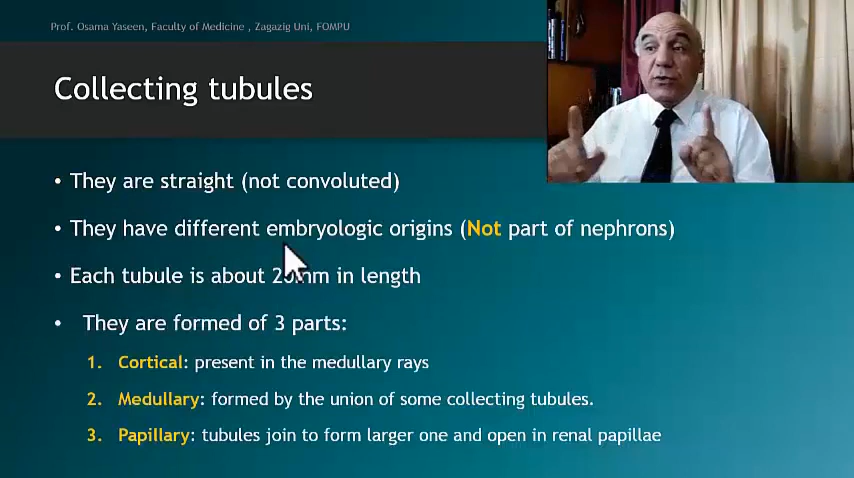 Prof. Osama Yaseen, Faculty of Medicine , Zagazig Uni, FOMPU
Collecting tubules
• They are straight (not convoluted)
• They have different embryologic origins (Not part of nephrons)
• Each tubule is about 20mm in length
• They are formed of 3 parts:
1. Cortical: present in the medullary rays
2. Medullary: formed by the union of some collecting tubules.
3. Papillary: tubules join to form larger one and open in renal papillae